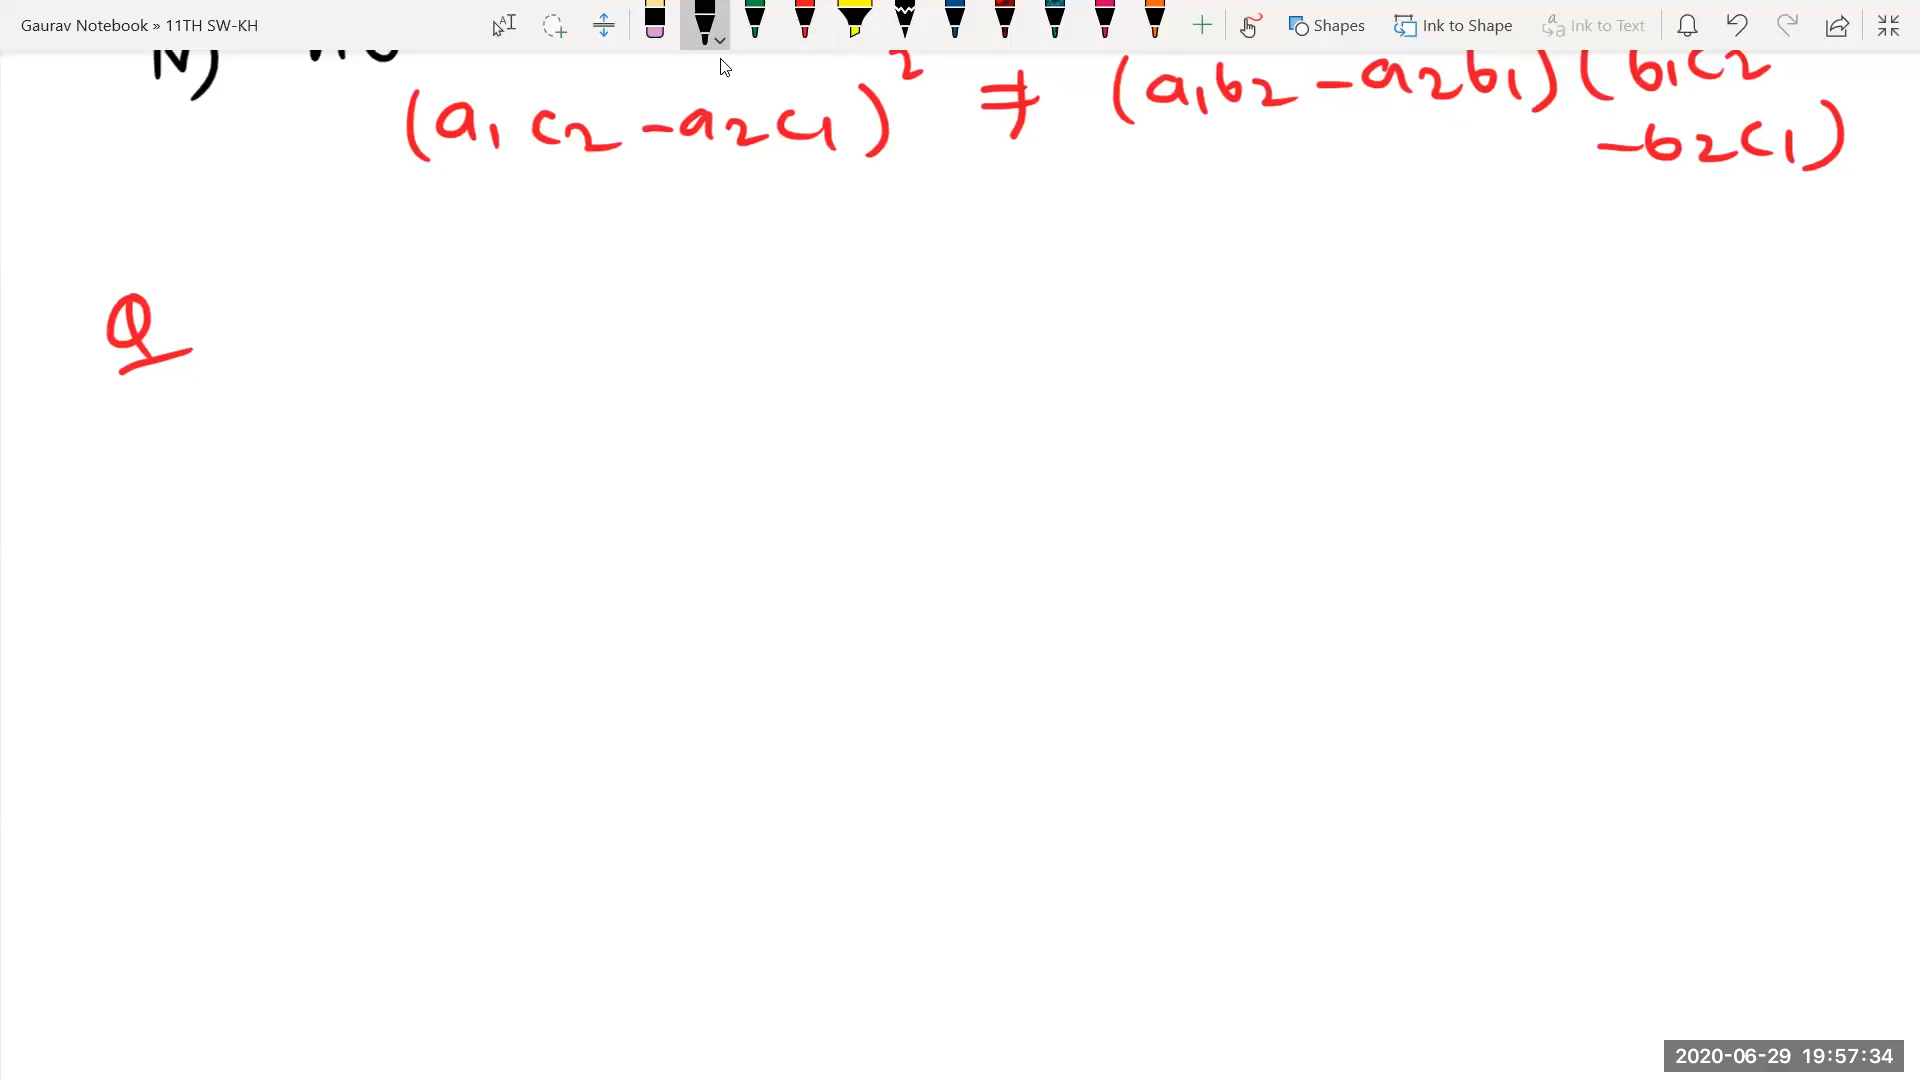 Gaurav Notebook » 11TH SW-KH
Shapes
Ink to Shape
Ink to Text
N)
(a₁c₂ - a₂c₁)² ≠ (a₁b₂ - a₂b₁)(b₁c₂
- b₂c₁)
Q
2020-06-29 19:57:34